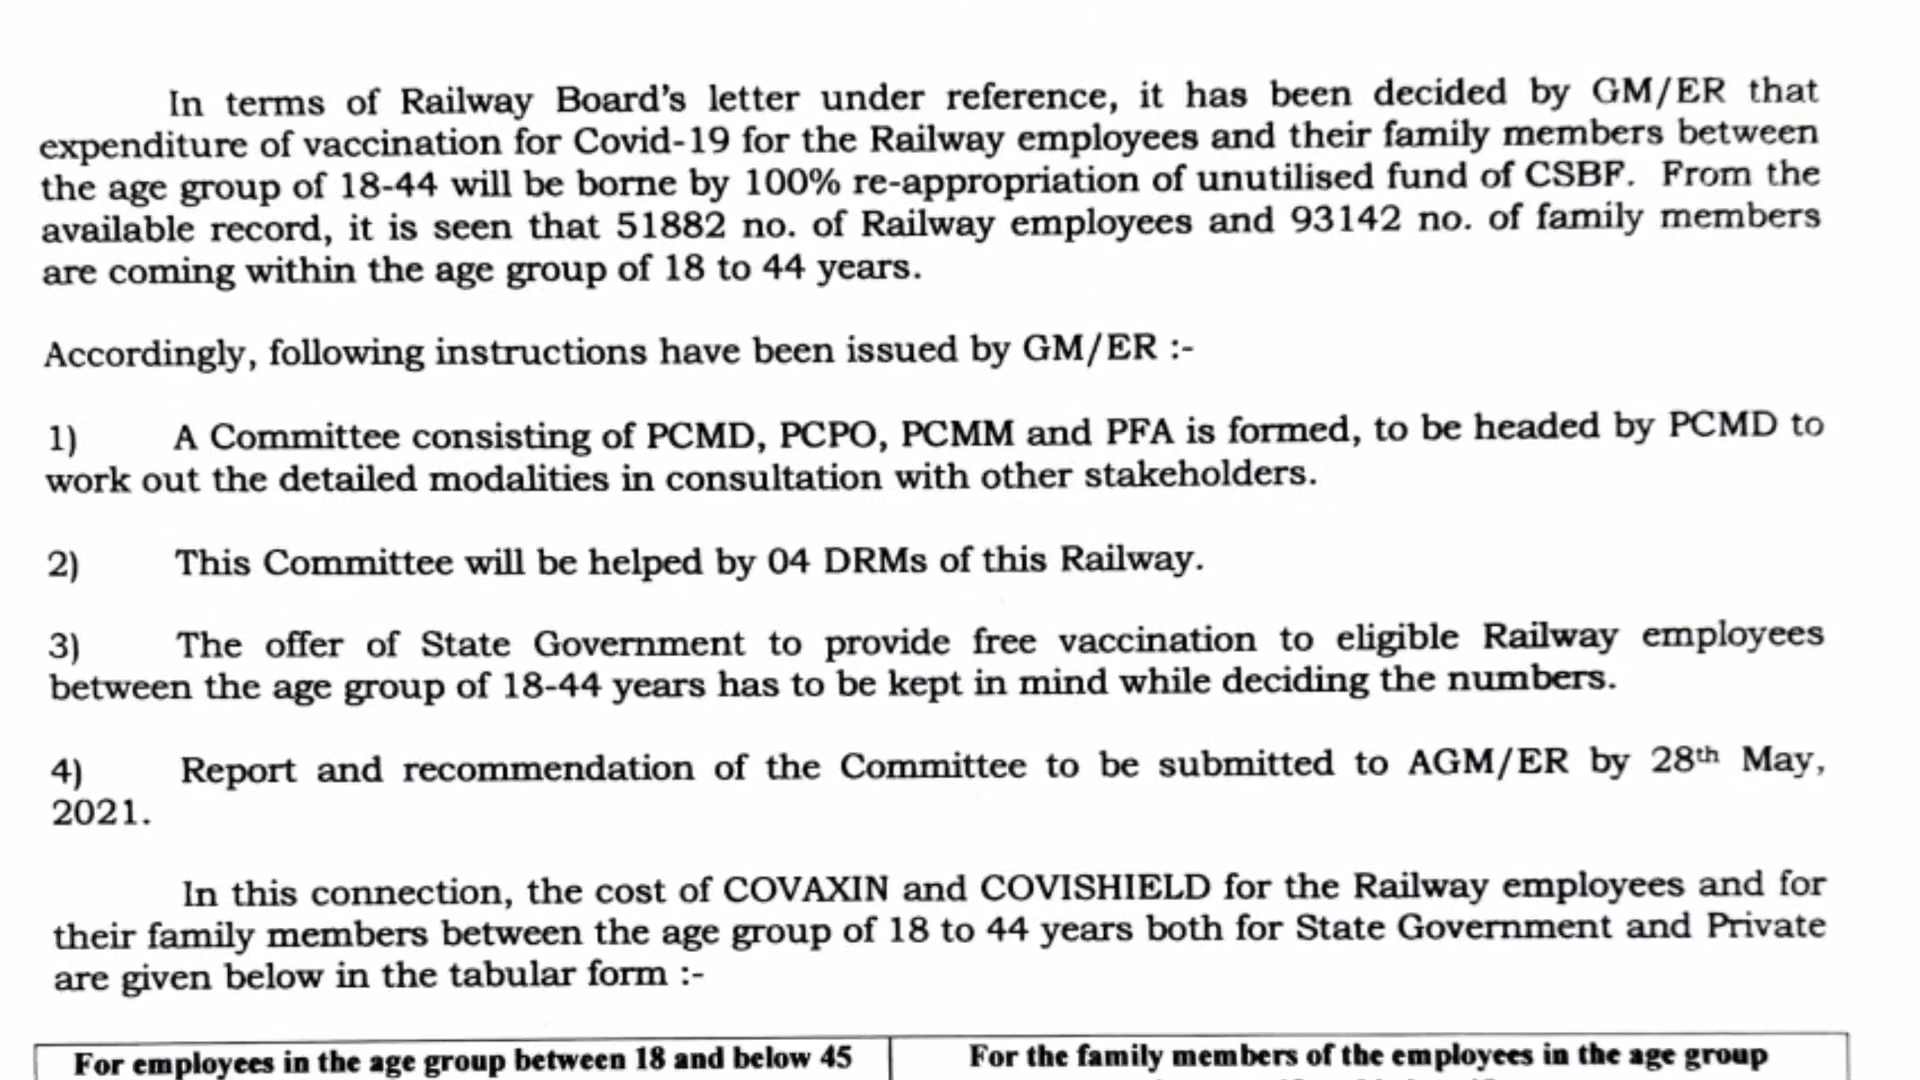 In terms of Railway Board's letter under reference, it has been decided by GM/ER that
expenditure of vaccination for Covid-19 for the Railway employees and their family members between
the age group of 18-44 will be borne by 100% re-appropriation of unutilised fund of CSBF. From the
available record, it is seen that 51882 no. of Railway employees and 93142 no. of family members
are coming within the age group of 18 to 44 years.
Accordingly, following instructions have been issued by GM/ER :-
1) A Committee consisting of PCMD, PCPO, PCMM and PFA is formed, to be headed by PCMD to
work out the detailed modalities in consultation with other stakeholders.
2) This Committee will be helped by 04 DRMs of this Railway.
3) The offer of State Government to provide free vaccination to eligible Railway employees
between the age group of 18-44 years has to be kept in mind while deciding the numbers.
4) Report and recommendation of the Committee to be submitted to AGM/ER by 28th May,
2021.
In this connection, the cost of COVAXIN and COVISHIELD for the Railway employees and for
their family members between the age group of 18 to 44 years both for State Government and Private
are given below in the tabular form :-
For employees in the age group between 18 and below 45
For the family members of the employees in the age group